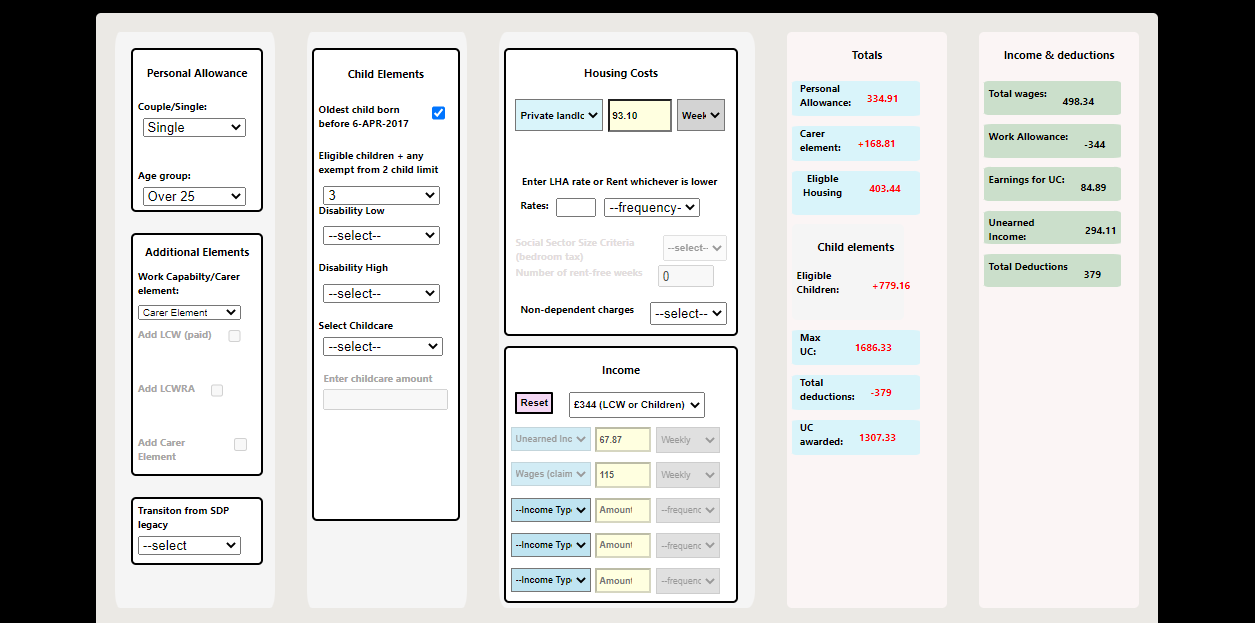 Personal Allowance
Couple/Single:
Single
Age group:
Over 25
Additional Elements
Work Capabilty/Carer
element:
Carer Element
Add LCW (paid)
Add LCWRA
Add Carer
Element
Transiton from SDP
legacy
--select
Child Elements
Oldest child born
before 6-APR-2017
Eligible children + any
exempt from 2 child limit
3
Disability Low
--select--
Disability High
--select--
Select Childcare
--select--
Enter childcare amount
Housing Costs
Private landlc 93.10 Week
Enter LHA rate or Rent whichever is lower
Rates: --frequency-
Social Sector Size Criteria
(bedroom tax)
--select--
Number of rent-free weeks 0
Non-dependent charges --select--
Income
Reset £344 (LCW or Children)
Unearned Inc 67.87 Weekly
Wages (claim 115 Weekly
--Income Typ Amount --frequenc
--Income Typ Amount --frequenc
--Income Typ Amount --frequenc
Totals
Personal
Allowance: 334.91
Carer
element: +168.81
Eligble
Housing 403.44
Child elements
Eligible
Children: +779.16
Max
UC: 1686.33
Total
deductions: -379
UC
awarded: 1307.33
Income & deductions
Total wages: 498.34
Work Allowance: -344
Earnings for UC: 84.89
Unearned
Income: 294.11
Total Deductions 379